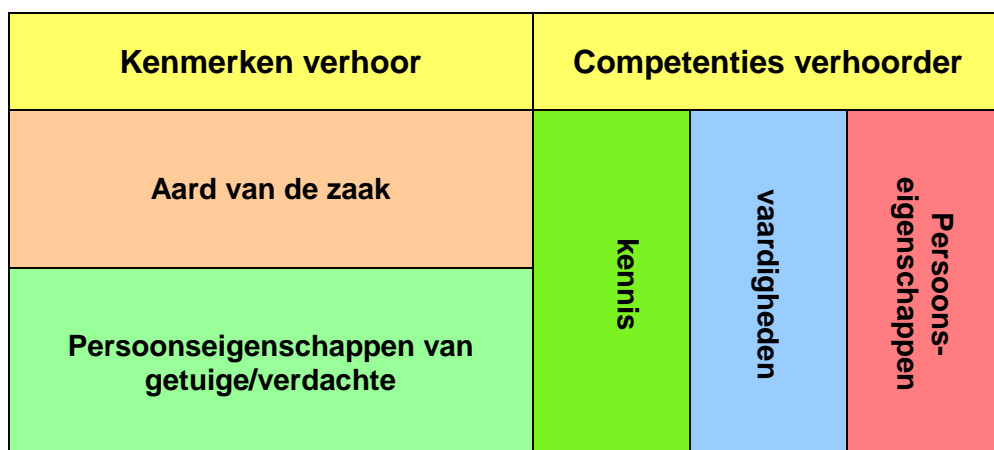 Kenmerken verhoor
Competenties verhoorder
Aard van de zaak
Persoonseigenschappen van
getuige/verdachte
kennis
vaardigheden
Persoons-
eigenschappen